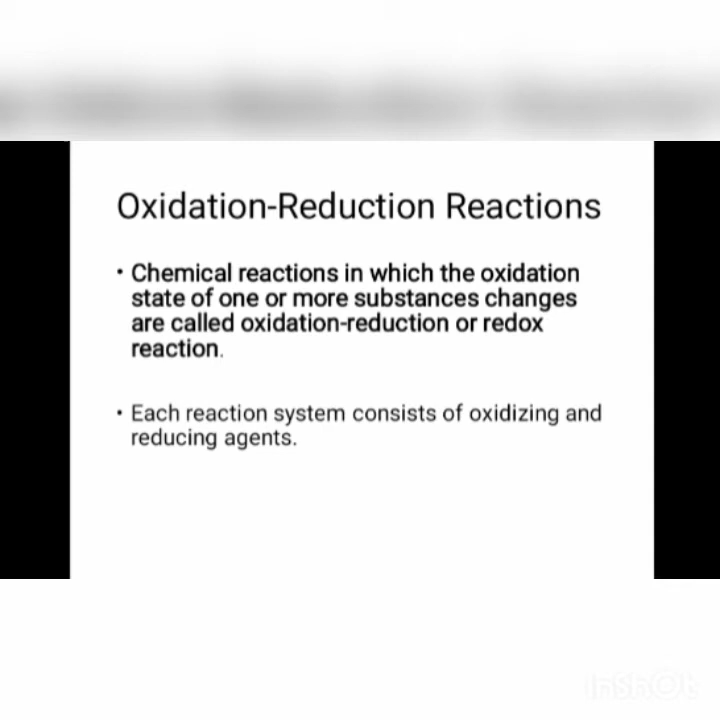 Oxidation-Reduction Reactions
• Chemical reactions in which the oxidation
state of one or more substances changes
are called oxidation-reduction or redox
reaction.
• Each reaction system consists of oxidizing and
reducing agents.
INSHOT